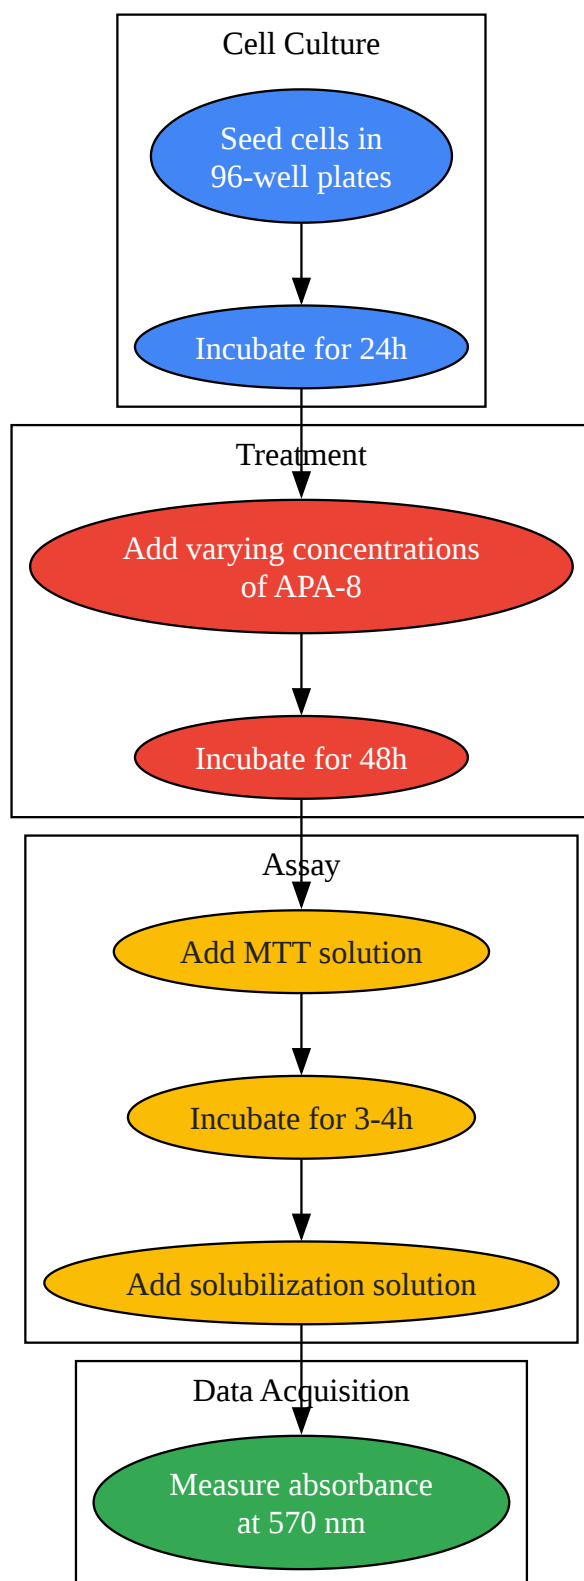 Cell Culture
Seed cells in
96-well plates
Incubate for 24h
Treatment
Add varying concentrations
of APA-8
Incubate for 48h
Assay
Add MTT solution
Incubate for 3-4h
Add solubilization solution
Data Acquisition
Measure absorbance
at 570 nm